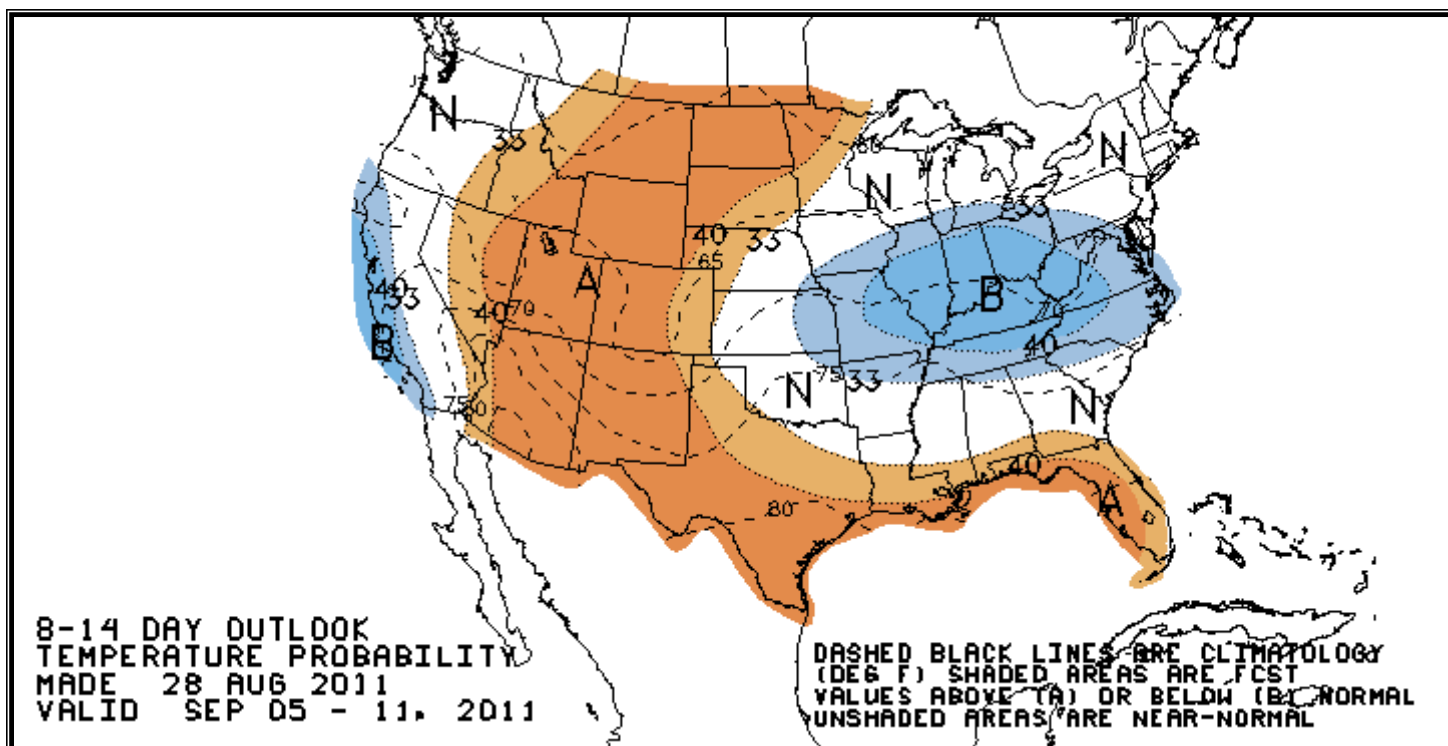 N
33
60
N
N
33
40
33
65
A
B
40
33
40
70
40
B
75
33
N
N
75
60
40
A
80
8-14 DAY OUTLOOK
TEMPERATURE PROBABILITY
MADE 28 AUG 2011
VALID SEP 05 - 11, 2011
DASHED BLACK LINES ARE CLIMATOLOGY
(DEG F) SHADED AREAS ARE FCST
VALUES ABOVE (A) OR BELOW (B) NORMAL
UNSHADED AREAS ARE NEAR-NORMAL